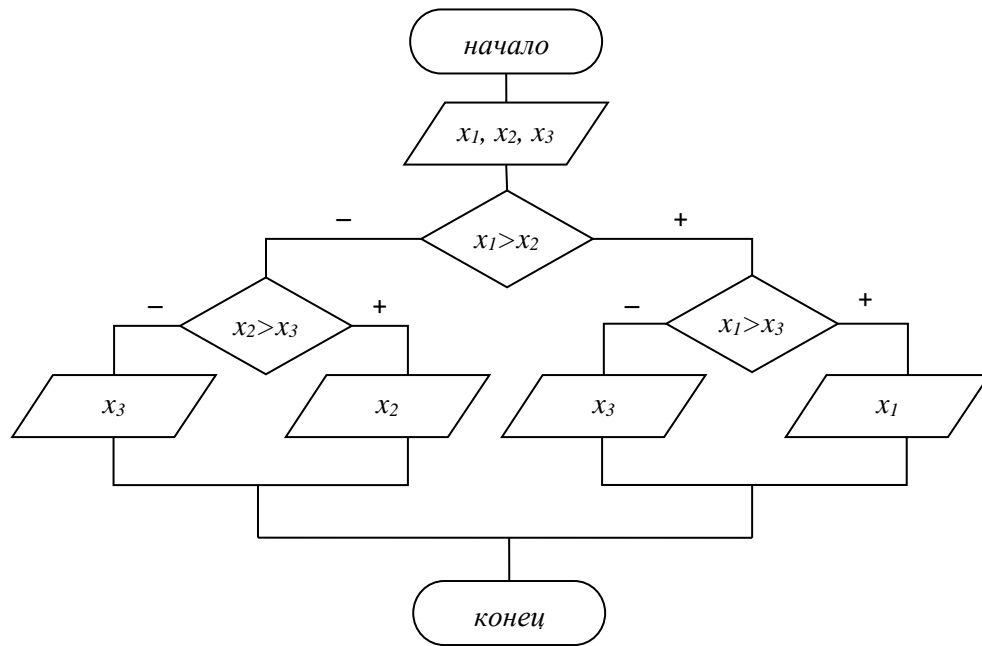 начало
x₁, x₂, x₃
– +
x₁>x₂
– + – +
x₂>x₃ x₁>x₃
x₃ x₂ x₃ x₁
конец